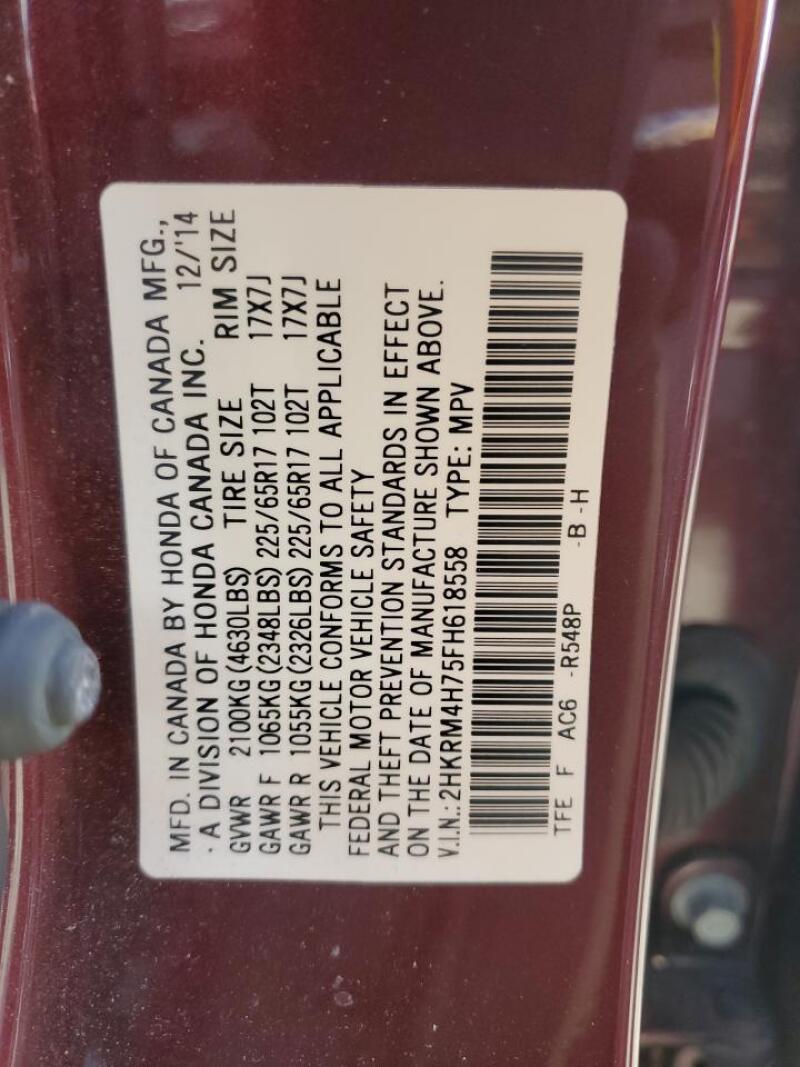 MFD. IN CANADA BY HONDA OF CANADA MFG.,
· A DIVISION OF HONDA CANADA INC. 12/'14
GVWR 2100KG (4630LBS) TIRE SIZE RIM SIZE
GAWR F 1065KG (2348LBS) 225/65R17 102T 17X7J
GAWR R 1055KG (2326LBS) 225/65R17 102T 17X7J
THIS VEHICLE CONFORMS TO ALL APPLICABLE
FEDERAL MOTOR VEHICLE SAFETY
AND THEFT PREVENTION STANDARDS IN EFFECT
ON THE DATE OF MANUFACTURE SHOWN ABOVE.
V.I.N.: 2HKRM4H75FH618558 TYPE: MPV
TFE F AC6 -R548P -B -H